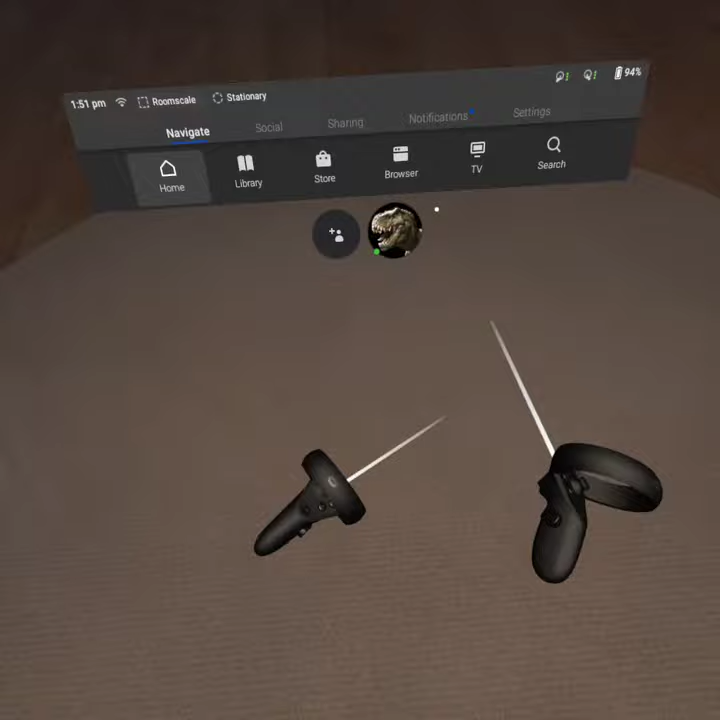 1:51 pm Roomscale Stationary 94%
Navigate Social Sharing Notifications Settings
Home Library Store Browser TV Search